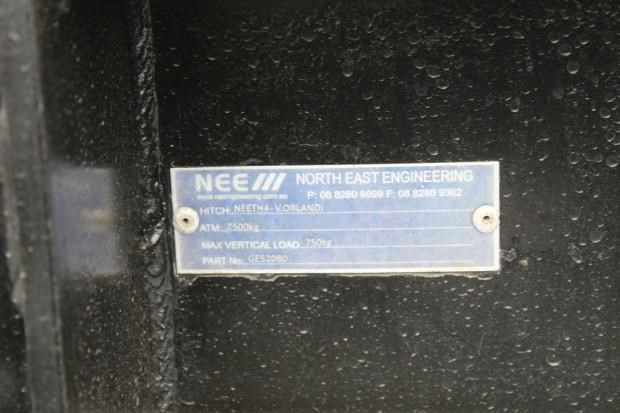 NEE NORTH EAST ENGINEERING
www.neengineering.com.au P: 08 8280 9899 F: 08 8280 9362
HITCH: NEETH4-V.ORLANDI
ATM: 7500kg
MAX VERTICAL LOAD: 750kg
PART No: GE52080